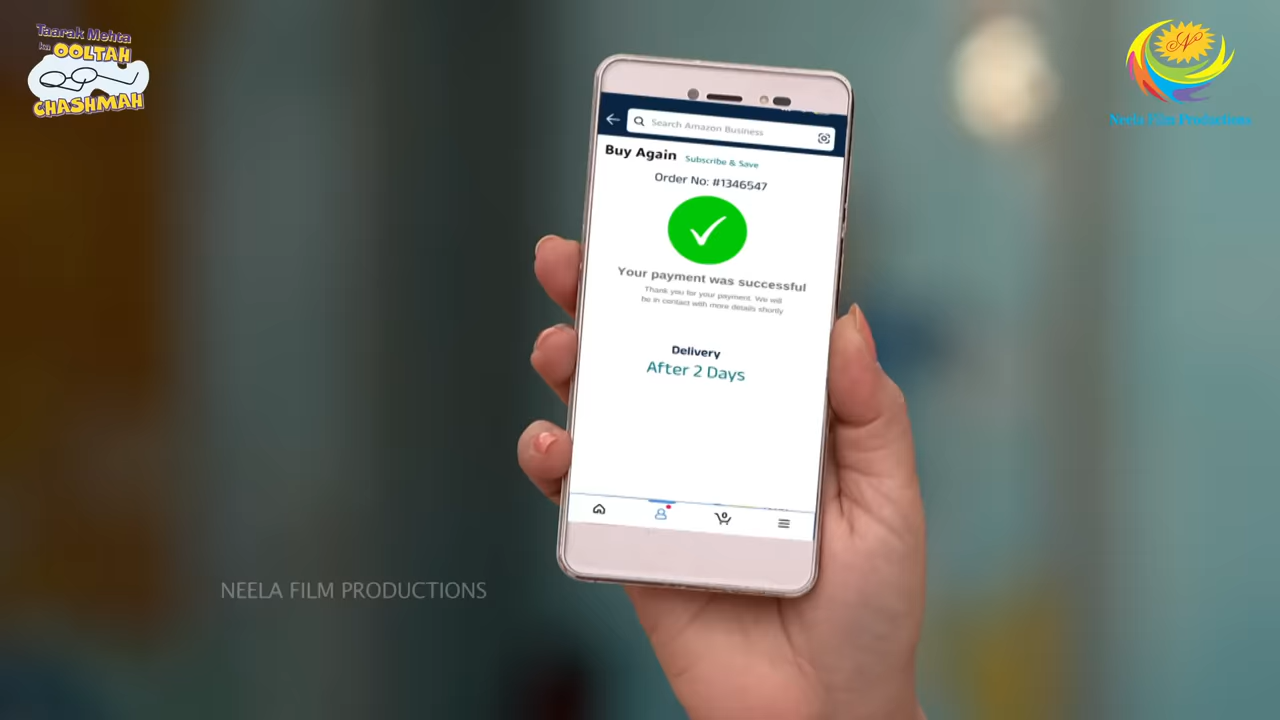 Taarak Mehta
ka OOLTAH
CHASHMAH
Neela Film Productions
Search Amazon Business
Buy Again Subscribe & Save
Order No: #1346547
Your payment was successful
Thank you for your payment. We will
be in contact with more details shortly
Delivery
After 2 Days
0
NEELA FILM PRODUCTIONS